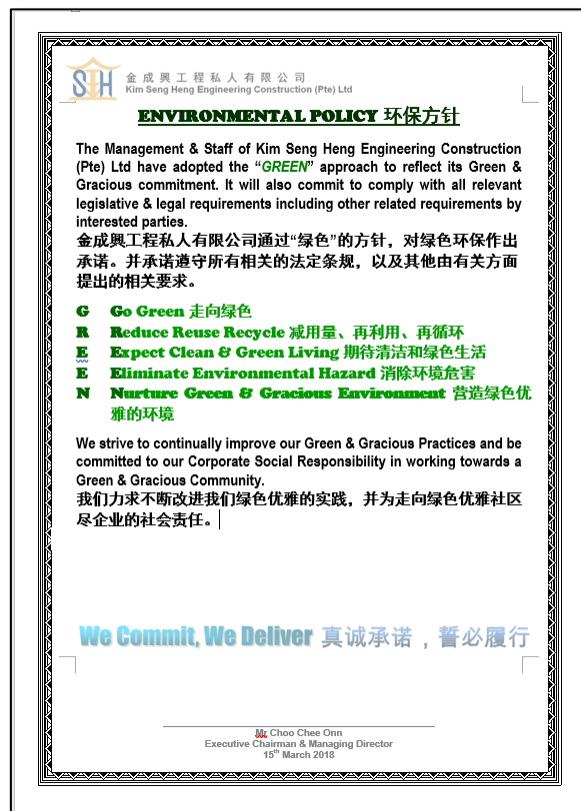 STH
金成興工程私人有限公司
Kim Seng Heng Engineering Construction (Pte) Ltd
ENVIRONMENTAL POLICY 环保方针
The Management & Staff of Kim Seng Heng Engineering Construction
(Pte) Ltd have adopted the “GREEN” approach to reflect its Green &
Gracious commitment. It will also commit to comply with all relevant
legislative & legal requirements including other related requirements by
interested parties.
金成興工程私人有限公司通过“绿色”的方针，对绿色环保作出
承诺。并承诺遵守所有相关的法定条规，以及其他由有关方面
提出的相关要求。
G Go Green 走向绿色
R Reduce Reuse Recycle 减用量、再利用、再循环
E Expect Clean & Green Living 期待清洁和绿色生活
E Eliminate Environmental Hazard 消除环境危害
N Nurture Green & Gracious Environment 营造绿色优
雅的环境
We strive to continually improve our Green & Gracious Practices and be
committed to our Corporate Social Responsibility in working towards a
Green & Gracious Community.
我们力求不断改进我们绿色优雅的实践，并为走向绿色优雅社区
尽企业的社会责任。
We Commit, We Deliver 真诚承诺，誓必履行
Mr Choo Chee Onn
Executive Chairman & Managing Director
15th March 2018